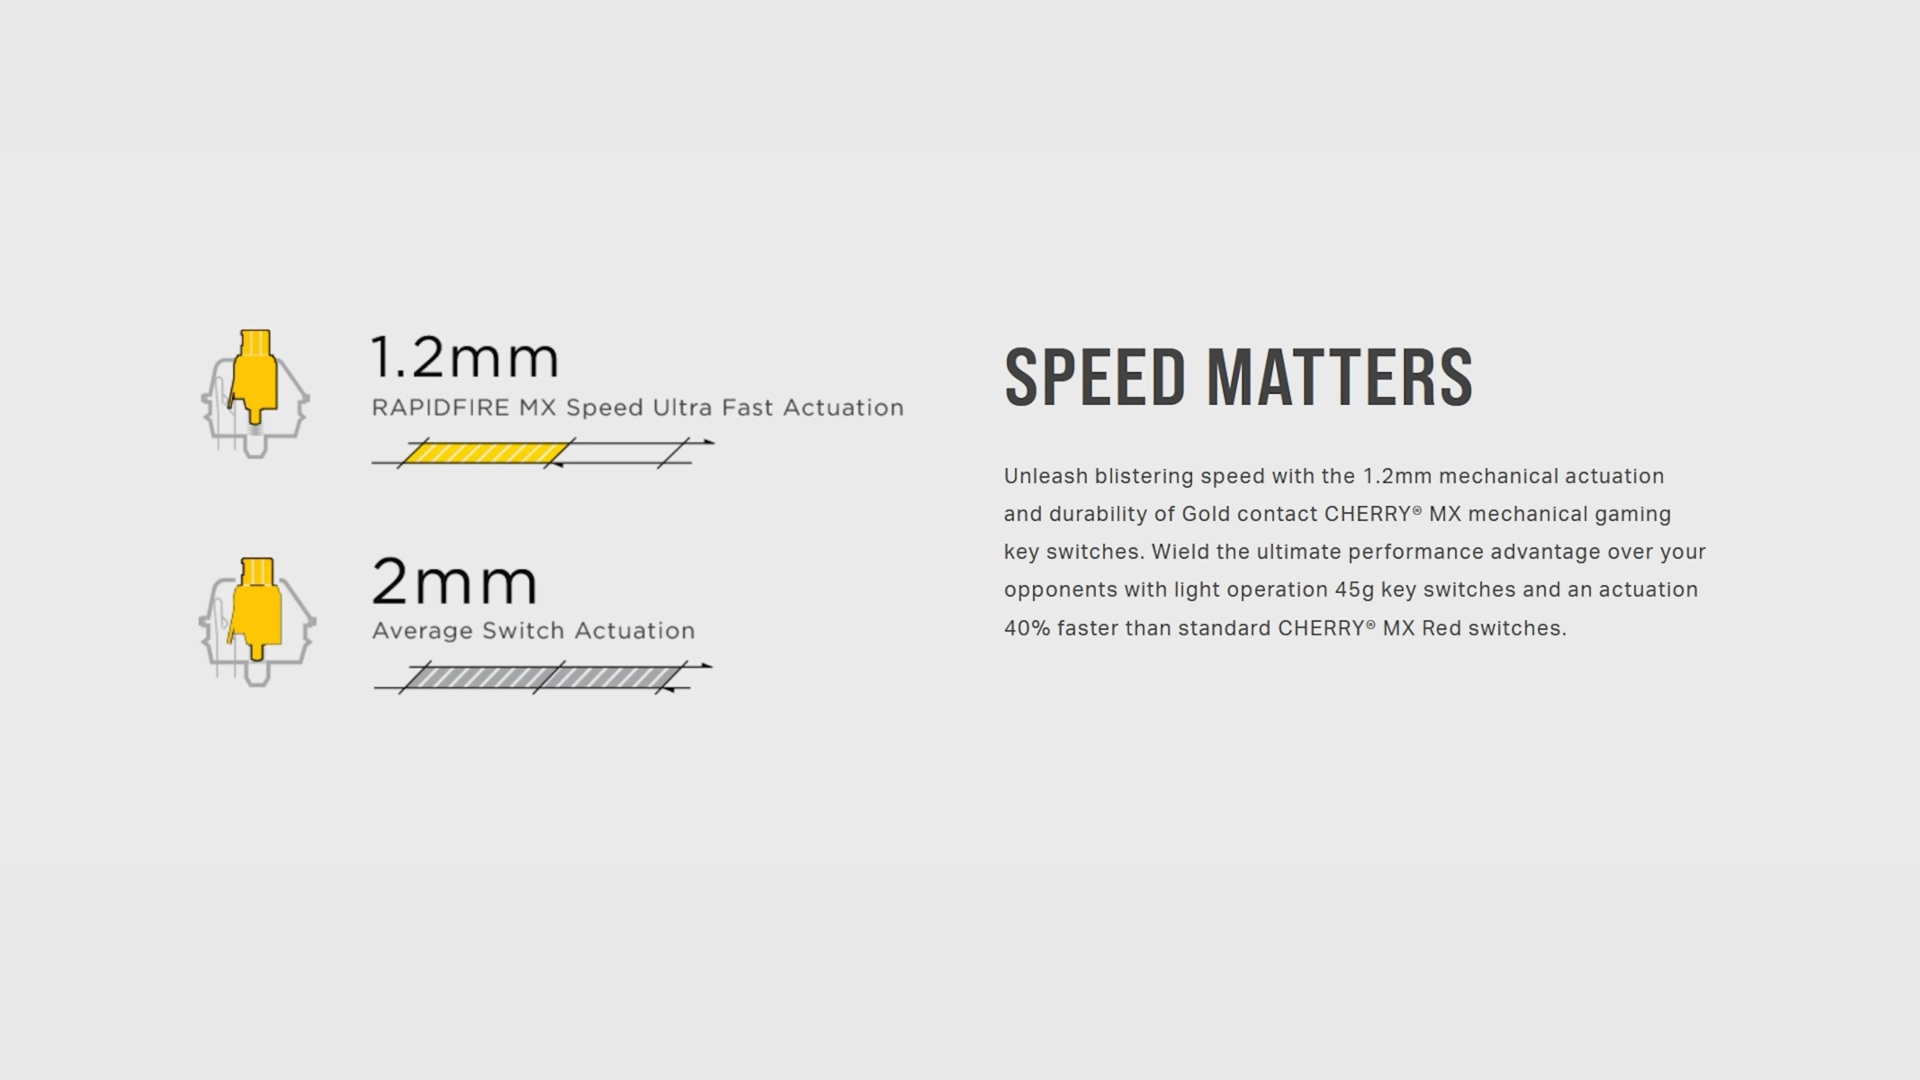 1.2mm
RAPIDFIRE MX Speed Ultra Fast Actuation
2mm
Average Switch Actuation
SPEED MATTERS
Unleash blistering speed with the 1.2mm mechanical actuation
and durability of Gold contact CHERRY® MX mechanical gaming
key switches. Wield the ultimate performance advantage over your
opponents with light operation 45g key switches and an actuation
40% faster than standard CHERRY® MX Red switches.